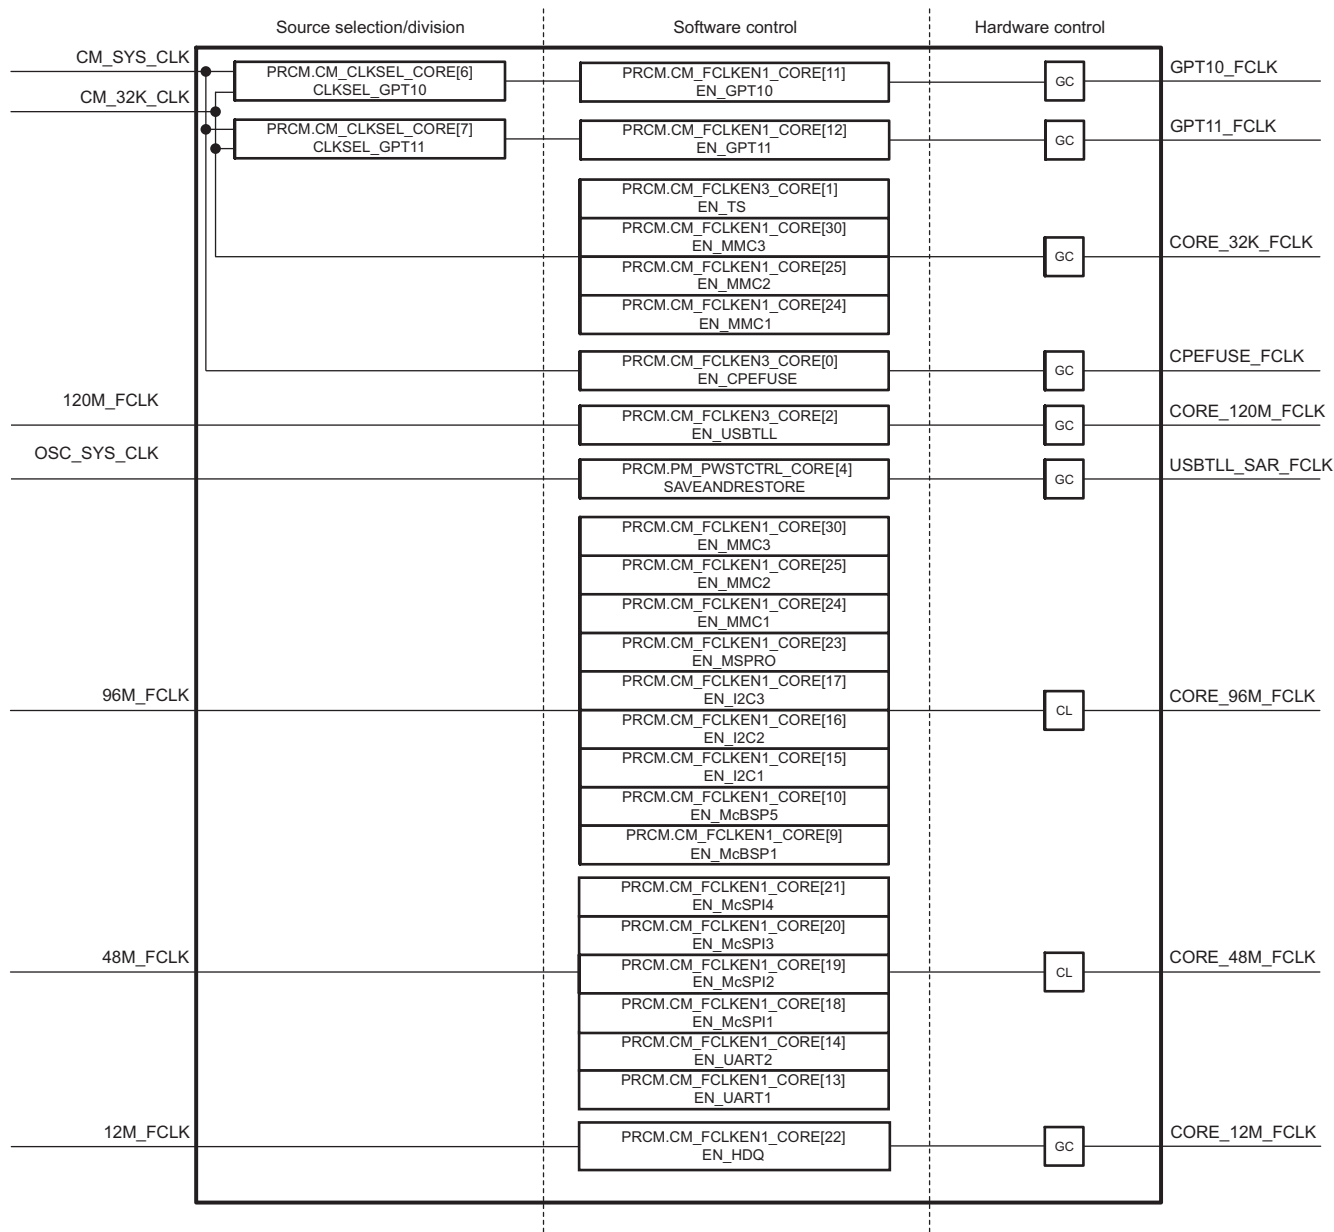 Source selection/division
Software control
Hardware control
CM_SYS_CLK
PRCM.CM_CLKSEL_CORE[6]
CLKSEL_GPT10
PRCM.CM_FCLKEN1_CORE[11]
EN_GPT10
GC
GPT10_FCLK
CM_32K_CLK
PRCM.CM_CLKSEL_CORE[7]
CLKSEL_GPT11
PRCM.CM_FCLKEN1_CORE[12]
EN_GPT11
GC
GPT11_FCLK
PRCM.CM_FCLKEN3_CORE[1]
EN_TS
PRCM.CM_FCLKEN1_CORE[30]
EN_MMC3
PRCM.CM_FCLKEN1_CORE[25]
EN_MMC2
PRCM.CM_FCLKEN1_CORE[24]
EN_MMC1
GC
CORE_32K_FCLK
PRCM.CM_FCLKEN3_CORE[0]
EN_CPEFUSE
GC
CPEFUSE_FCLK
120M_FCLK
PRCM.CM_FCLKEN3_CORE[2]
EN_USBTLL
GC
CORE_120M_FCLK
OSC_SYS_CLK
PRCM.PM_PWSTCTRL_CORE[4]
SAVEANDRESTORE
GC
USBTLL_SAR_FCLK
PRCM.CM_FCLKEN1_CORE[30]
EN_MMC3
PRCM.CM_FCLKEN1_CORE[25]
EN_MMC2
PRCM.CM_FCLKEN1_CORE[24]
EN_MMC1
PRCM.CM_FCLKEN1_CORE[23]
EN_MSPRO
96M_FCLK
PRCM.CM_FCLKEN1_CORE[17]
EN_I2C3
PRCM.CM_FCLKEN1_CORE[16]
EN_I2C2
PRCM.CM_FCLKEN1_CORE[15]
EN_I2C1
PRCM.CM_FCLKEN1_CORE[10]
EN_McBSP5
PRCM.CM_FCLKEN1_CORE[9]
EN_McBSP1
CL
CORE_96M_FCLK
PRCM.CM_FCLKEN1_CORE[21]
EN_McSPI4
PRCM.CM_FCLKEN1_CORE[20]
EN_McSPI3
48M_FCLK
PRCM.CM_FCLKEN1_CORE[19]
EN_McSPI2
PRCM.CM_FCLKEN1_CORE[18]
EN_McSPI1
PRCM.CM_FCLKEN1_CORE[14]
EN_UART2
PRCM.CM_FCLKEN1_CORE[13]
EN_UART1
CL
CORE_48M_FCLK
12M_FCLK
PRCM.CM_FCLKEN1_CORE[22]
EN_HDQ
GC
CORE_12M_FCLK